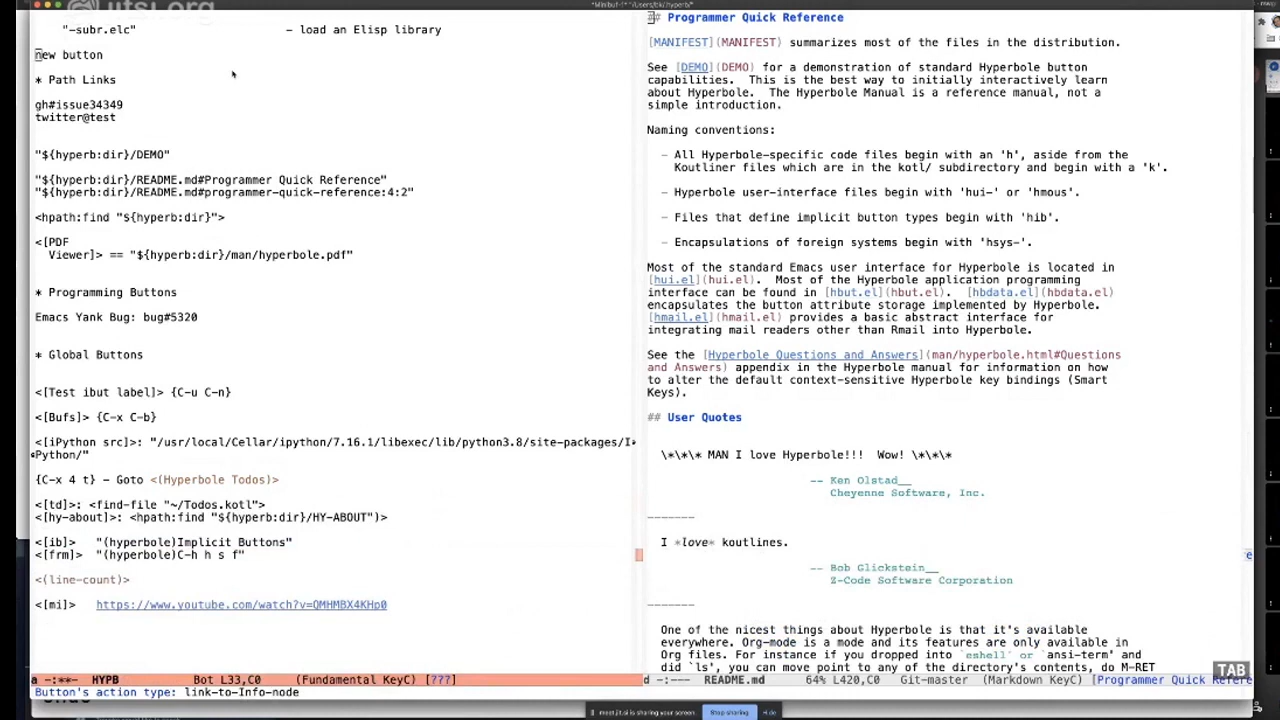 jitsi.org
*Minibuf-1* "/Users/bk/hyperb/"
"-subr.elc" - load an Elisp library
new button
* Path Links
gh#issue34349
twitter@test
"${hyperb:dir}/DEMO"
"${hyperb:dir}/README.md#Programmer Quick Reference"
"${hyperb:dir}/README.md#programmer-quick-reference:4:2"
<hpath:find "${hyperb:dir}">
<[PDF
Viewer]> == "${hyperb:dir}/man/hyperbole.pdf"
* Programming Buttons
Emacs Yank Bug: bug#5320
* Global Buttons
<[Test ibut label]> {C-u C-n}
<[Bufs]> {C-x C-b}
<[iPython src]>: "/usr/local/Cellar/ipython/7.16.1/libexec/lib/python3.8/site-packages/I
Python/"
{C-x 4 t} - Goto <(Hyperbole Todos)>
<[td]>: <find-file "~/Todos.kotl">
<[hy-about]>: <hpath:find "${hyperb:dir}/HY-ABOUT")>
<[ib]> "(hyperbole)Implicit Buttons"
<[frm]> "(hyperbole)C-h h s f"
<(line-count)>
<[mi]> https://www.youtube.com/watch?v=QMHMBX4KHp0
a -:**- HYPB Bot L33,C0 (Fundamental KeyC) [???]
Button's action type: link-to-Info-node
## Programmer Quick Reference
[MANIFEST](MANIFEST) summarizes most of the files in the distribution.
See [DEMO](DEMO) for a demonstration of standard Hyperbole button
capabilities. This is the best way to initially interactively learn
about Hyperbole. The Hyperbole Manual is a reference manual, not a
simple introduction.
Naming conventions:
- All Hyperbole-specific code files begin with an 'h', aside from the
Koutliner files which are in the kotl/ subdirectory and begin with a 'k'.
- Hyperbole user-interface files begin with 'hui-' or 'hmous'.
- Files that define implicit button types begin with 'hib'.
- Encapsulations of foreign systems begin with 'hsys-'.
Most of the standard Emacs user interface for Hyperbole is located in
[hui.el](hui.el). Most of the Hyperbole application programming
interface can be found in [hbut.el](hbut.el). [hbdata.el](hbdata.el)
encapsulates the button attribute storage implemented by Hyperbole.
[hmail.el](hmail.el) provides a basic abstract interface for
integrating mail readers other than Rmail into Hyperbole.
See the [Hyperbole Questions and Answers](man/hyperbole.html#Questions
and Answers) appendix in the Hyperbole manual for information on how
to alter the default context-sensitive Hyperbole key bindings (Smart
Keys).
## User Quotes
\*\*\* MAN I love Hyperbole!!! Wow! \*\*\*
-- Ken Olstad__
Cheyenne Software, Inc.
-------
I *love* koutlines.
-- Bob Glickstein__
Z-Code Software Corporation
-------
One of the nicest things about Hyperbole is that it's available
everywhere. Org-mode is a mode and its features are only available in
Org files. For instance if you dropped into `eshell` or `ansi-term` and
did `ls', you can move point to any of the directory's contents, do M-RET
TAB
d -:--- README.md 64% L420,C0 Git-master (Markdown KeyC) [Programmer Quick Refere
meet.jit.si is sharing your screen. Stop sharing Hide